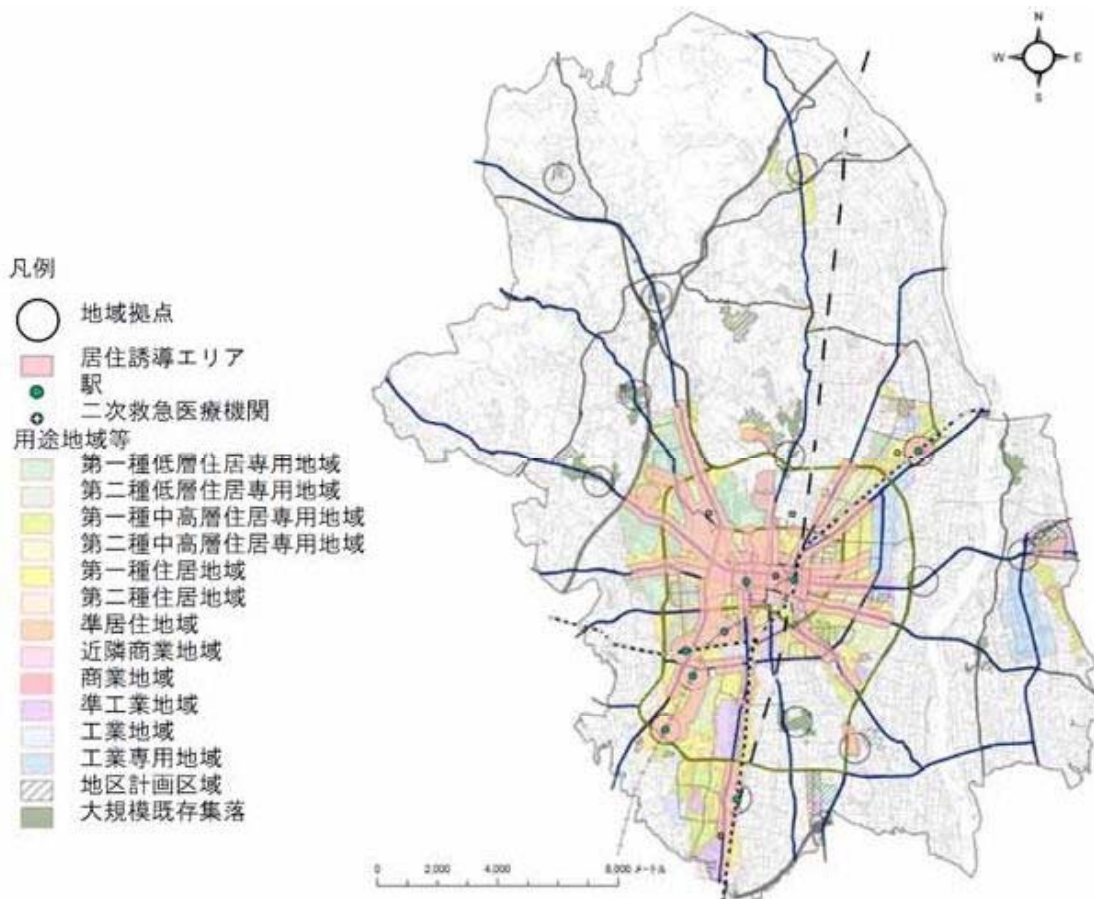 N
W
E
S
凡例
地域拠点
居住誘導エリア
駅
二次救急医療機関
用途地域等
第一種低層住居専用地域
第二種低層住居専用地域
第一種中高層住居専用地域
第二種中高層住居専用地域
第一種住居地域
第二種住居地域
準居住地域
近隣商業地域
商業地域
準工業地域
工業地域
工業専用地域
地区計画区域
大規模既存集落
0 2,000 4,000 8,000 メートル